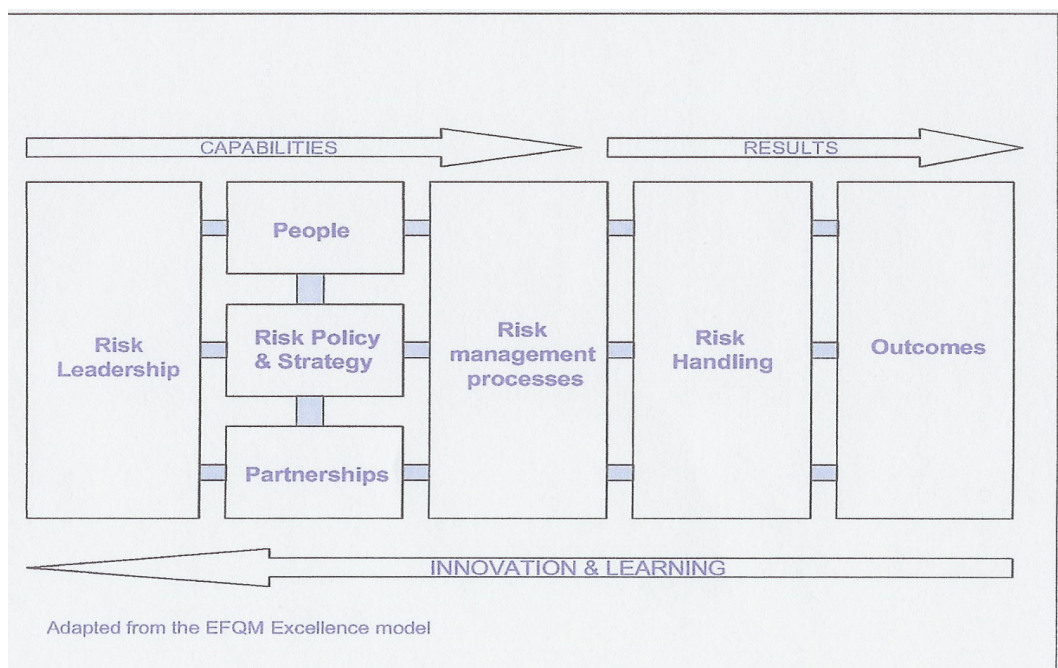 CAPABILITIES
RESULTS
People
Risk
Leadership
Risk Policy
& Strategy
Partnerships
Risk
management
processes
Risk
Handling
Outcomes
INNOVATION & LEARNING
Adapted from the EFQM Excellence model